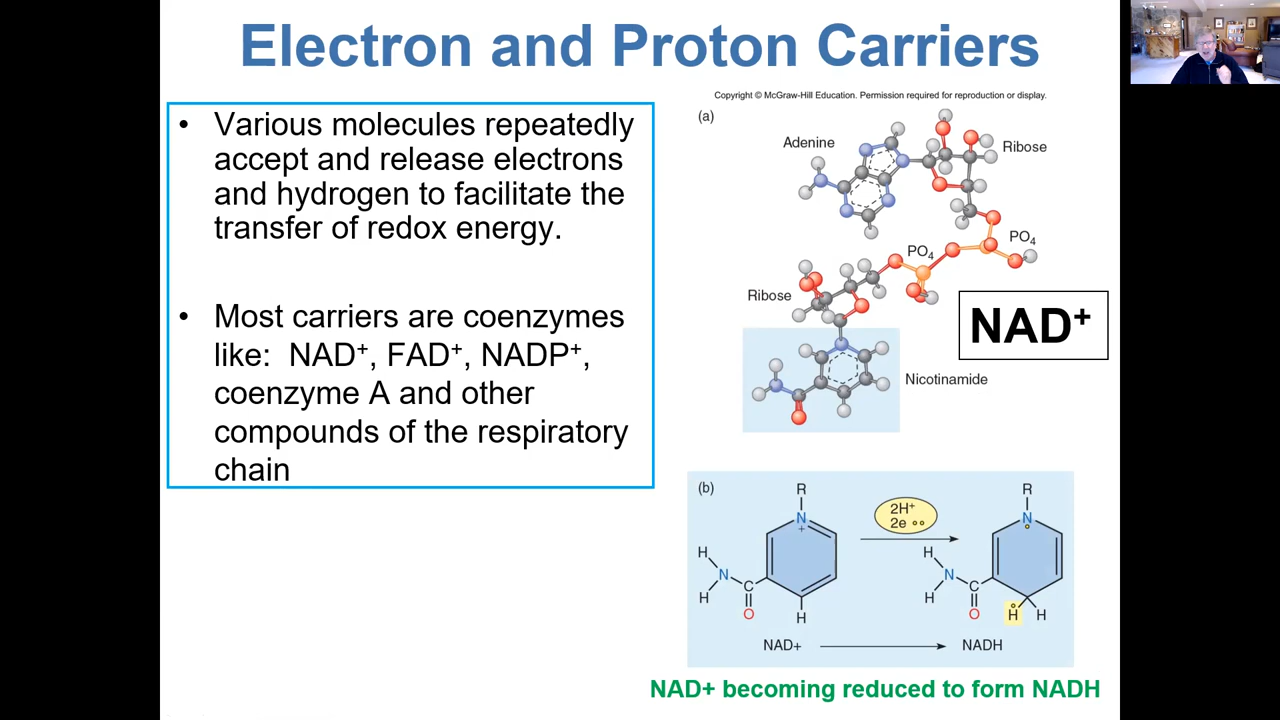 Electron and Proton Carriers
• Various molecules repeatedly
accept and release electrons
and hydrogen to facilitate the
transfer of redox energy.
• Most carriers are coenzymes
like: NAD⁺, FAD⁺, NADP⁺,
coenzyme A and other
compounds of the respiratory
chain
Copyright © McGraw-Hill Education. Permission required for reproduction or display.
(a)
Adenine
Ribose
PO₄
PO₄
Ribose
NAD⁺
Nicotinamide
(b)
R
N
+
H
N
H
C
O
H
2H⁺
2e
R
N
H
N
H
C
O
H
H
NAD+
NADH
NAD+ becoming reduced to form NADH